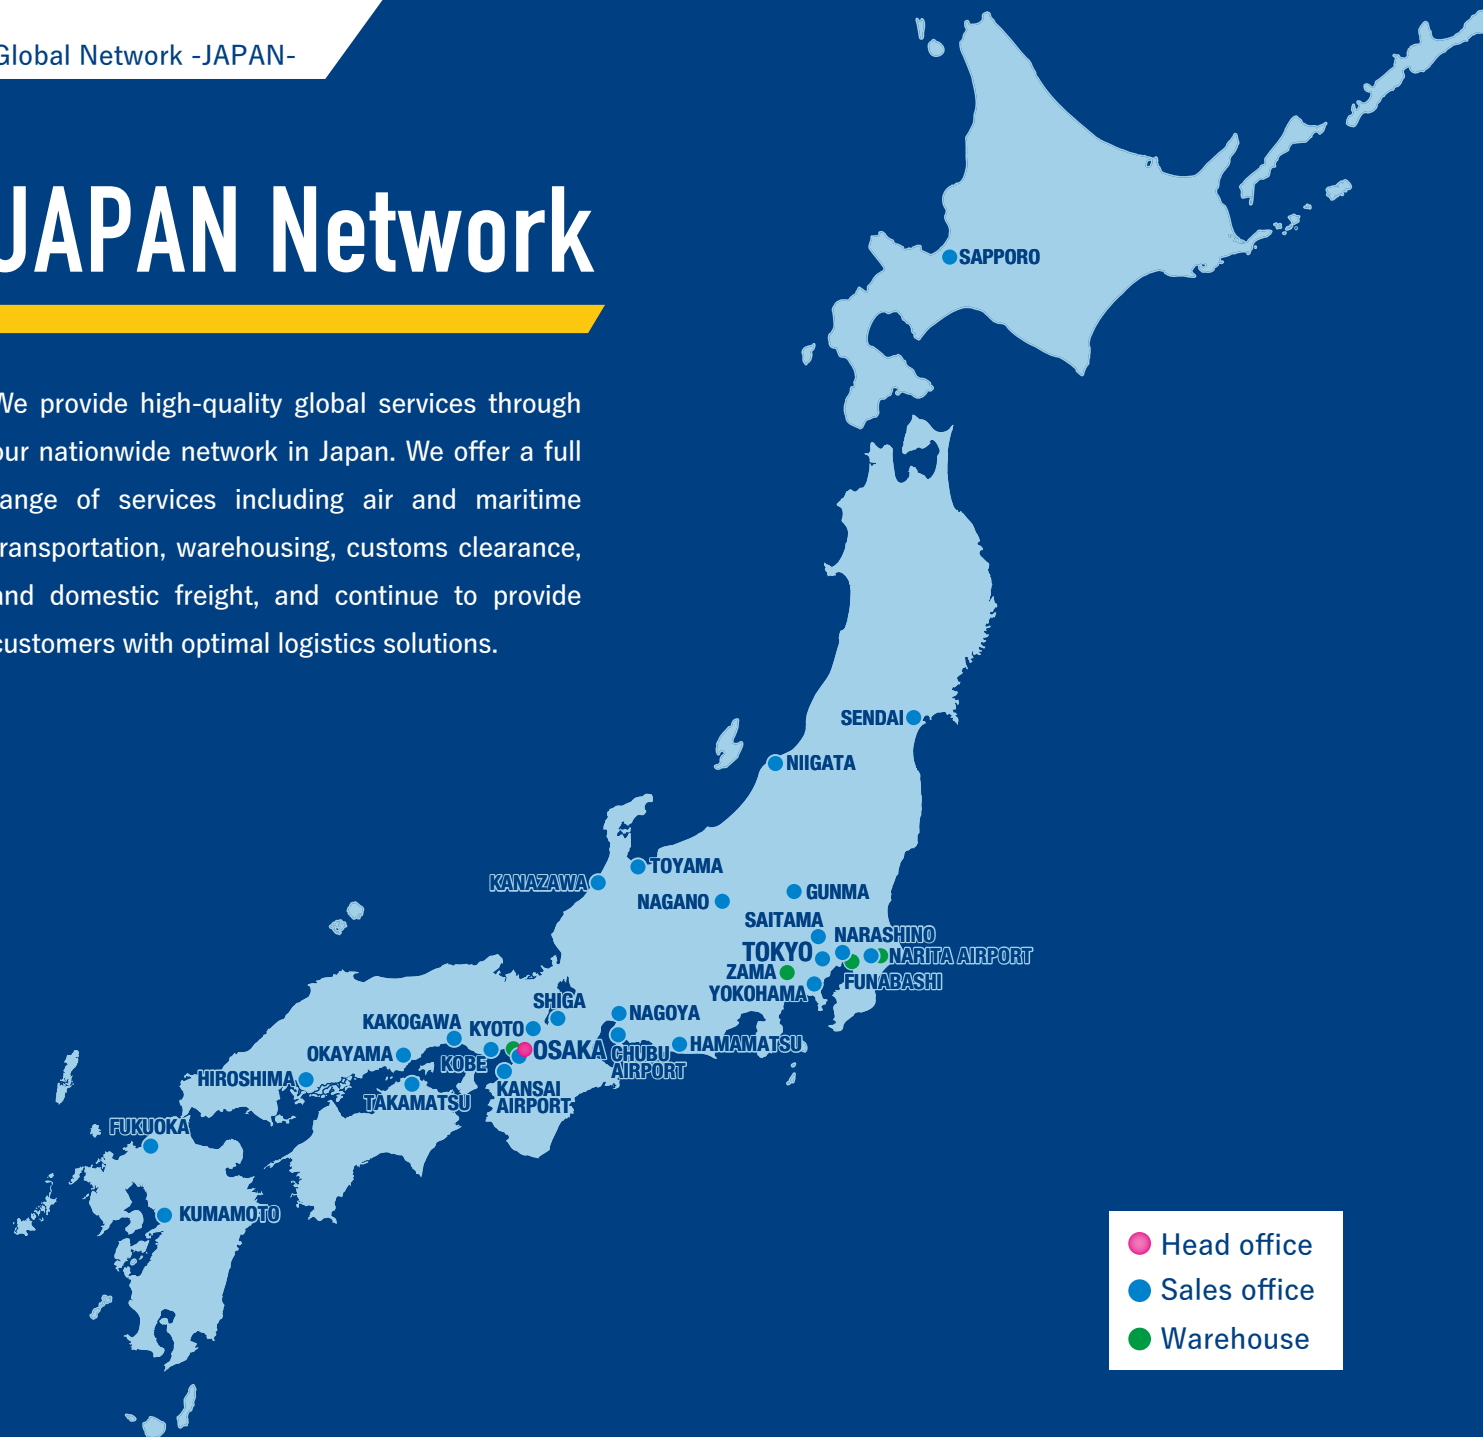 Global Network -JAPAN-
JAPAN Network
We provide high-quality global services through
our nationwide network in Japan. We offer a full
range of services including air and maritime
transportation, warehousing, customs clearance,
and domestic freight, and continue to provide
customers with optimal logistics solutions.
SAPPORO
SENDAI
NIIGATA
TOYAMA
KANAZAWA
NAGANO
GUNMA
SAITAMA
NARASHINO
TOKYO
NARITA AIRPORT
ZAMA
FUNABASHI
YOKOHAMA
SHIGA
NAGOYA
KAKOGAWA
KYOTO
HAMAMATSU
OSAKA
CHUBU
AIRPORT
OKAYAMA
KOBE
HIROSHIMA
KANSAI
AIRPORT
TAKAMATSU
FUKUOKA
KUMAMOTO
Head office
Sales office
Warehouse